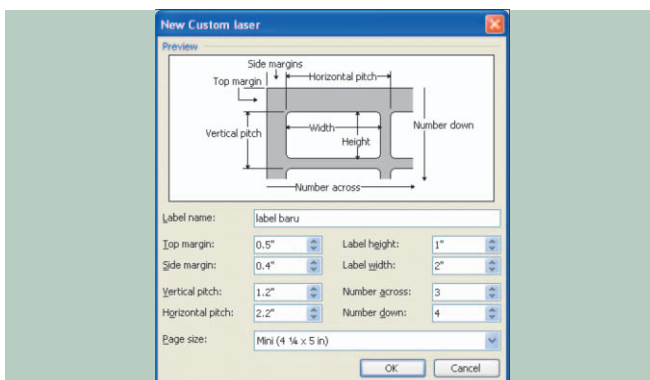 New Custom laser
Preview
Side margins
Top margin
Horizontal pitch
Vertical pitch
Width
Height
Number down
Number across
Label name: label baru
Top margin: 0.5" Label height: 1"
Side margin: 0.4" Label width: 2"
Vertical pitch: 1.2" Number across: 3
Horizontal pitch: 2.2" Number down: 4
Page size: Mini (4 ¼ x 5 in)
OK Cancel